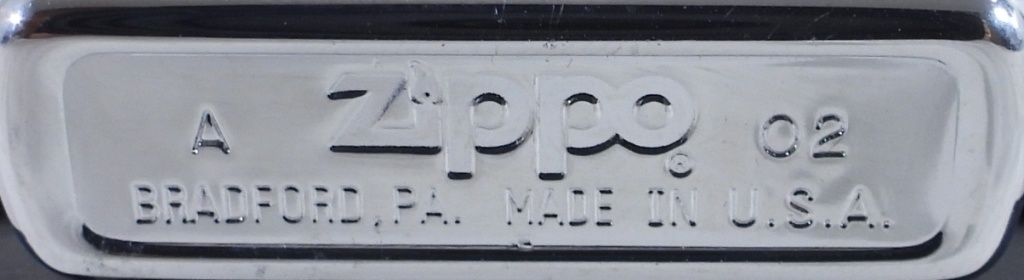 A Zippo® 02
BRADFORD, PA. MADE IN U.S.A.